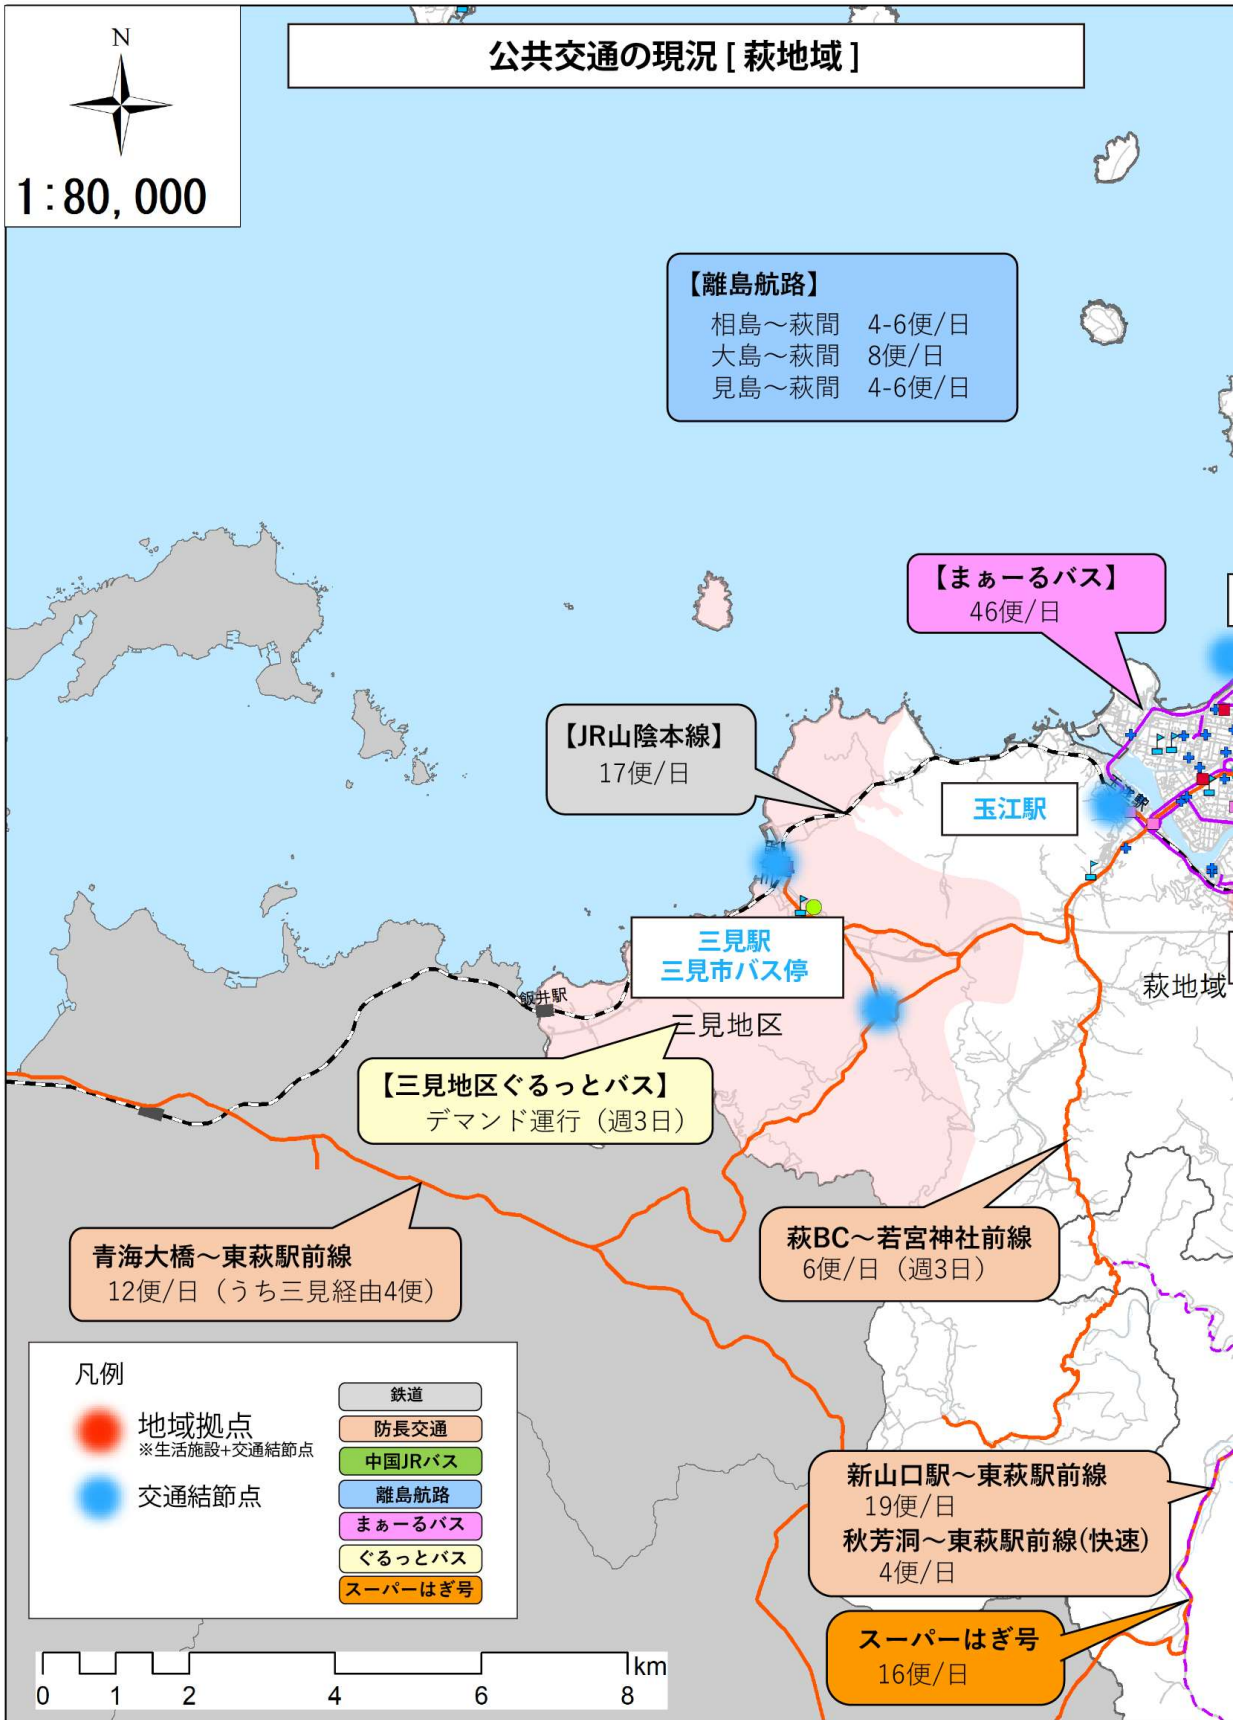 N
1:80,000
公共交通の現況 [ 萩地域 ]
【離島航路】
相島～萩間 4-6便/日
大島～萩間 8便/日
見島～萩間 4-6便/日
【まぁーるバス】
46便/日
【JR山陰本線】
17便/日
玉江駅
三見駅
三見市バス停
飯井駅
萩地域
三見地区
【三見地区ぐるっとバス】
デマンド運行（週3日）
青海大橋～東萩駅前線
12便/日（うち三見経由4便）
萩BC～若宮神社前線
6便/日（週3日）
新山口駅～東萩駅前線
19便/日
秋芳洞～東萩駅前線(快速)
4便/日
スーパーはぎ号
16便/日
凡例
地域拠点
※生活施設+交通結節点
交通結節点
鉄道
防長交通
中国JRバス
離島航路
まぁーるバス
ぐるっとバス
スーパーはぎ号
km
0 1 2 4 6 8